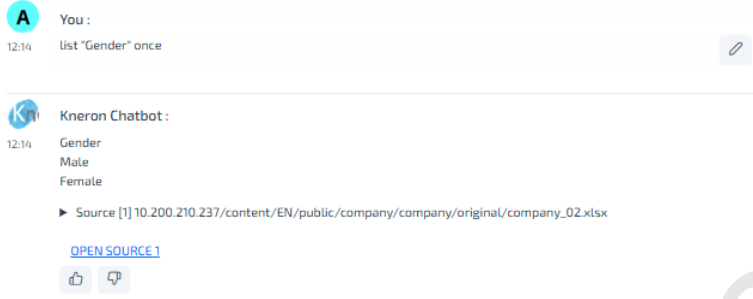 A
You :
12:14
list "Gender" once
Kn
Kneron Chatbot :
12:14
Gender
Male
Female
► Source [1] 10.200.210.237/content/EN/public/company/company/original/company_02.xlsx
OPEN SOURCE 1